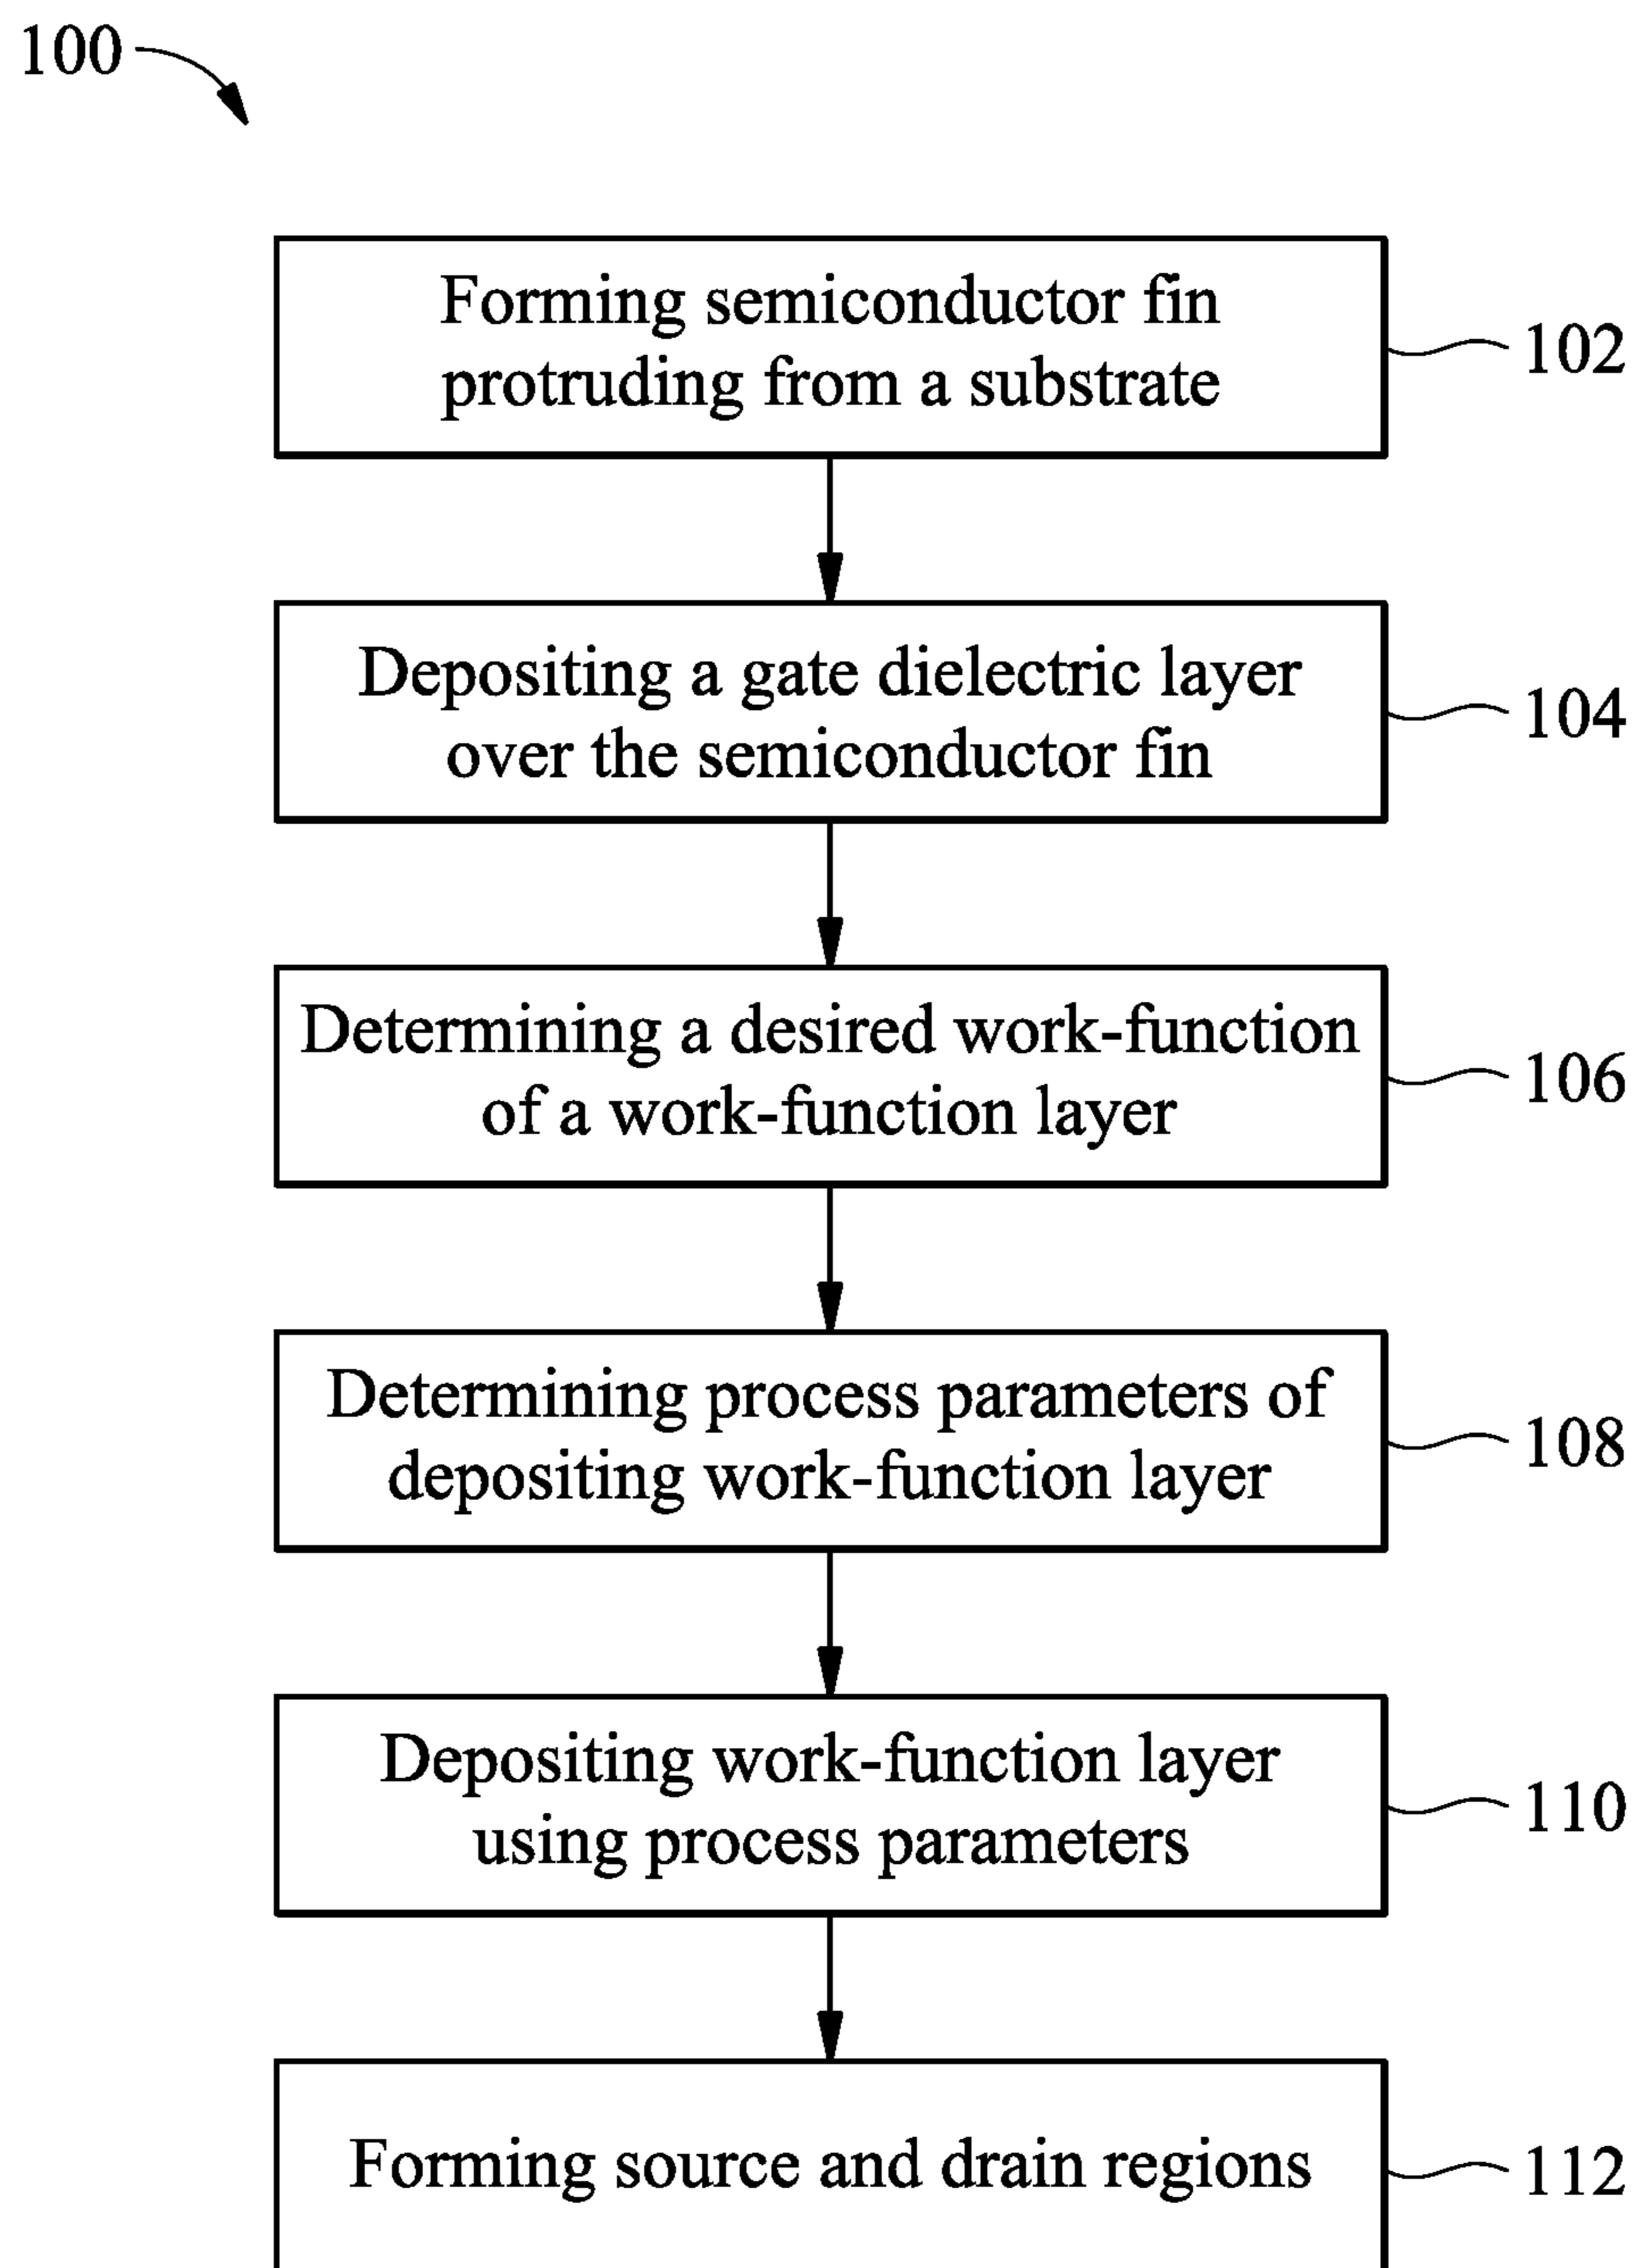 100
Forming semiconductor fin
protruding from a substrate
102
Depositing a gate dielectric layer
over the semiconductor fin
104
Determining a desired work-function
of a work-function layer
106
Determining process parameters of
depositing work-function layer
108
Depositing work-function layer
using process parameters
110
Forming source and drain regions
112